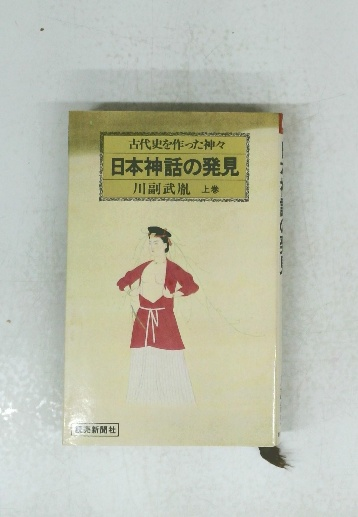 古代史を作った神々
日本神話の発見
川副武胤 上巻
読売新聞社